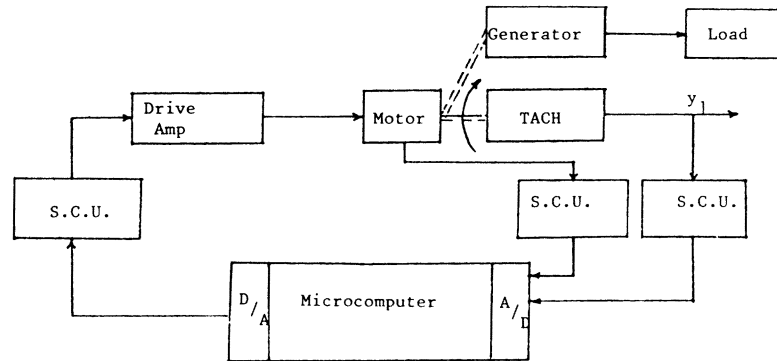 Generator
Load
Drive
Amp
Motor
TACH
y1
S.C.U.
S.C.U.
S.C.U.
D/A
Microcomputer
A/D